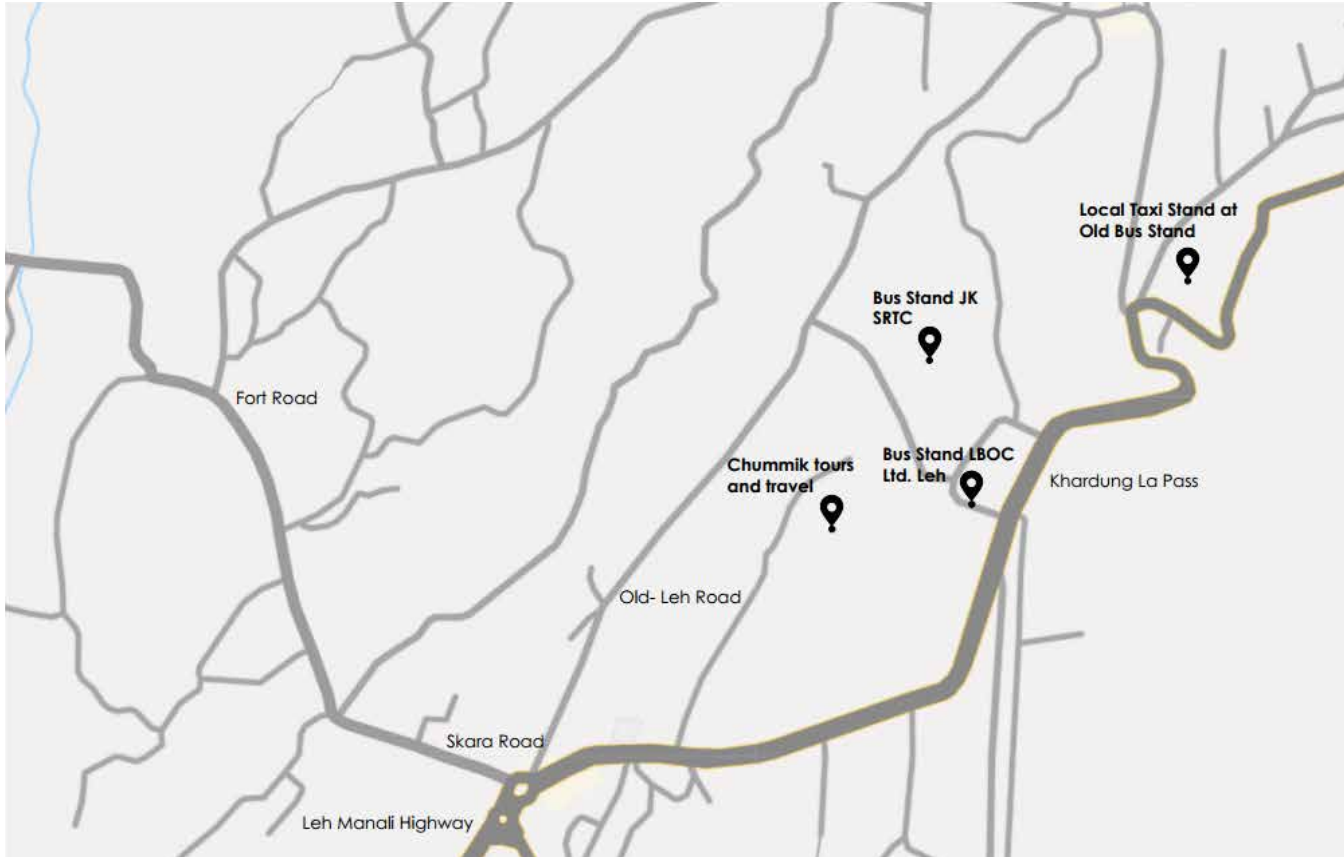 Local Taxi Stand at
Old Bus Stand
Bus Stand JK
SRTC
Fort Road
Chummik tours
and travel
Bus Stand LBOC
Ltd. Leh
Khardung La Pass
Old- Leh Road
Skara Road
Leh Manali Highway